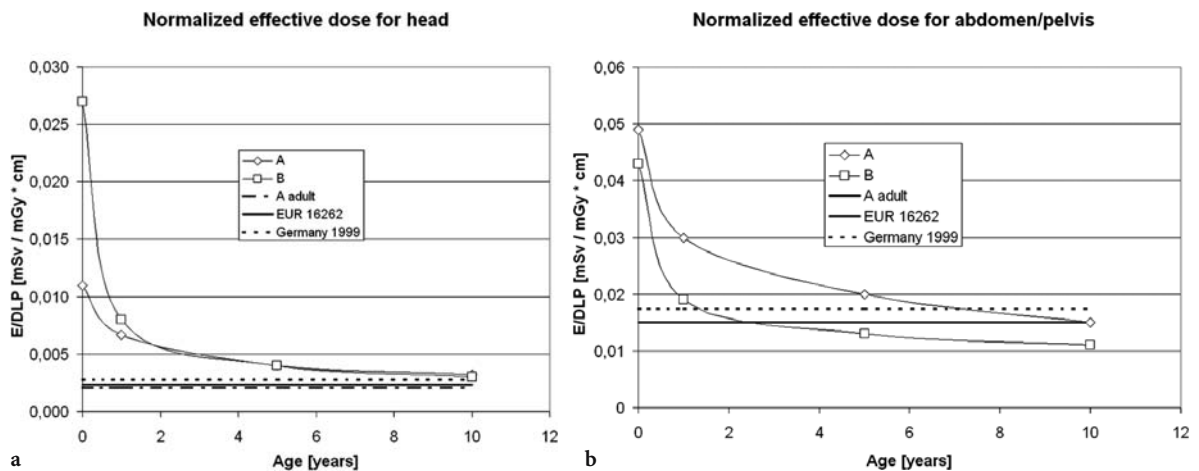 a
Normalized effective dose for head
E/DLP [mSv / mGy * cm]
0,030
0,025
0,020
0,015
0,010
0,005
0,000
0 2 4 6 8 10 12
Age [years]
A
B
A adult
EUR 16262
Germany 1999
b
Normalized effective dose for abdomen/pelvis
E/DLP [mSv / mGy * cm]
0,06
0,05
0,04
0,03
0,02
0,01
0
0 2 4 6 8 10 12
Age [years]
A
B
A adult
EUR 16262
Germany 1999